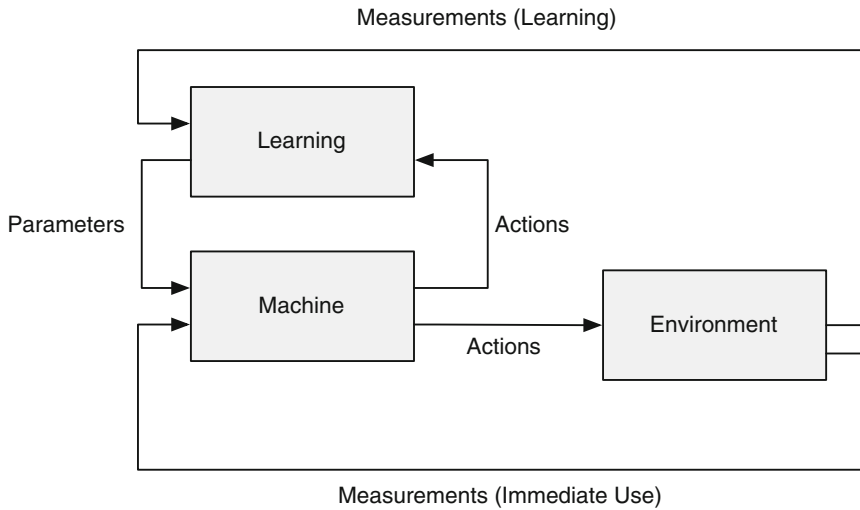 Measurements (Learning)
Learning
Parameters
Actions
Machine
Environment
Actions
Measurements (Immediate Use)